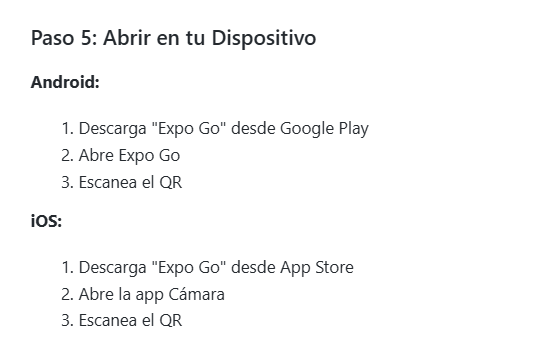 Paso 5: Abrir en tu Dispositivo
Android:
1. Descarga "Expo Go" desde Google Play
2. Abre Expo Go
3. Escanea el QR
iOS:
1. Descarga "Expo Go" desde App Store
2. Abre la app Cámara
3. Escanea el QR